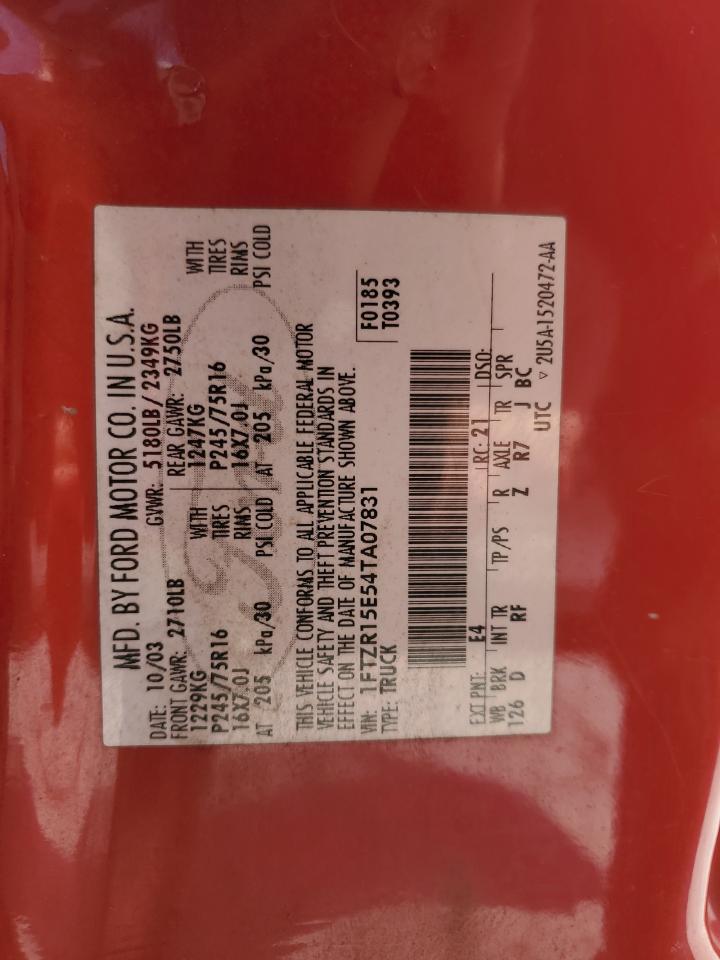 MFD. BY FORD MOTOR CO. IN U.S.A.
DATE: 10/03 GVWR: 5180LB / 2349KG
FRONT GAWR: 2710LB REAR GAWR: 2750LB
1229KG WITH 1247KG WITH
P245/75R16 TIRES P245/75R16 TIRES
16X7.0J RIMS 16X7.0J RIMS
AT 205 kPa/30 PSI COLD AT 205 kPa/30 PSI COLD
THIS VEHICLE CONFORMS TO ALL APPLICABLE FEDERAL MOTOR
VEHICLE SAFETY AND THEFT PREVENTION STANDARDS IN
EFFECT ON THE DATE OF MANUFACTURE SHOWN ABOVE.
VIN: 1FTZR15E54TA07831 F0185
TYPE: TRUCK T0393
EXT PNT: E4 RC: 21 DSO:
WB BRK INT TR TP/PS R AXLE TR SPR
126 D RF Z R7 J BC
UTC ▽ 2U5A-1520472-AA
Ford